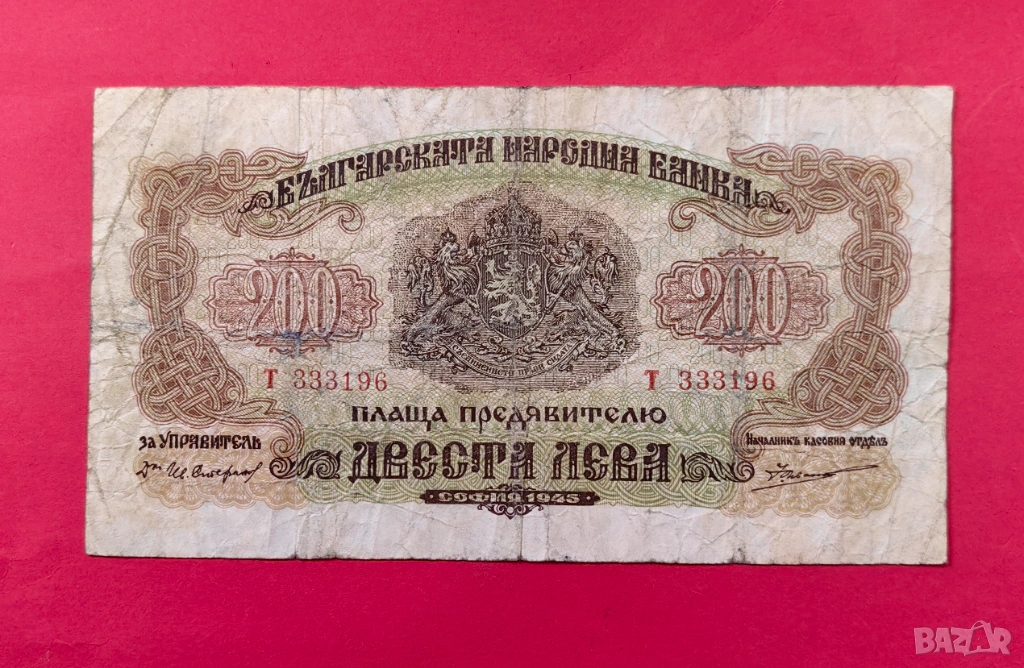 БЪЛГАРСКАТА НАРОДНА БАНКА
200 200
Т 333196 Т 333196
ПЛАЩА ПРЕДЯВИТЕЛЮ
ЗА УПРАВИТЕЛЬ НАЧАЛНИКЪ КАСОВИЯ ОТДѢЛЪ
ДВЕСТА ЛЕВА
СОФИЯ 1945
BAZAR